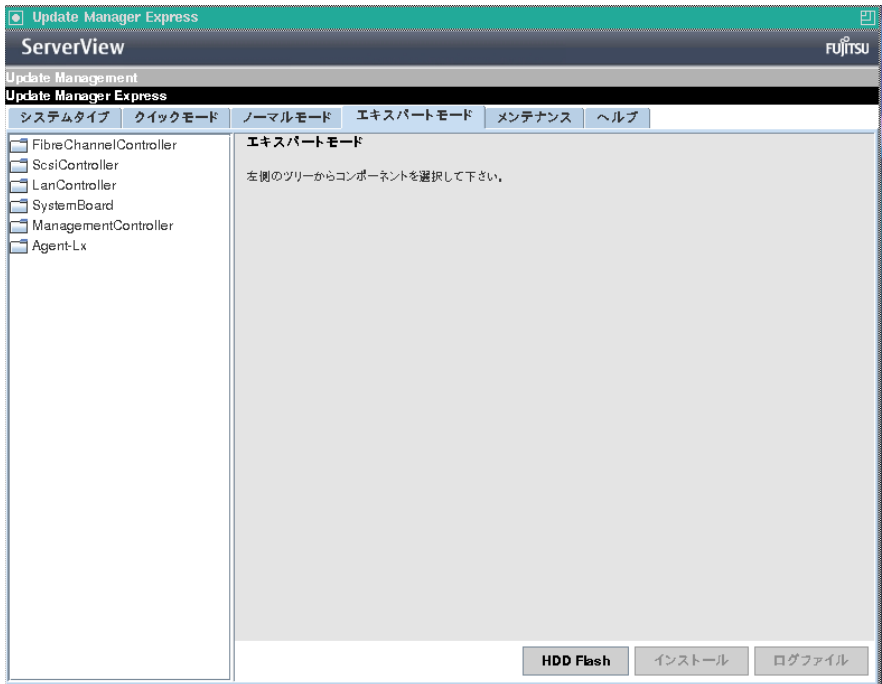 Update Manager Express
ServerView
FUJITSU
Update Management
Update Manager Express
システムタイプ クイックモード ノーマルモード エキスパートモード メンテナンス ヘルプ
FibreChannelController
ScsiController
LanController
SystemBoard
ManagementController
Agent-Lx
エキスパートモード
左側のツリーからコンポーネントを選択して下さい。
HDD Flash インストール ログファイル